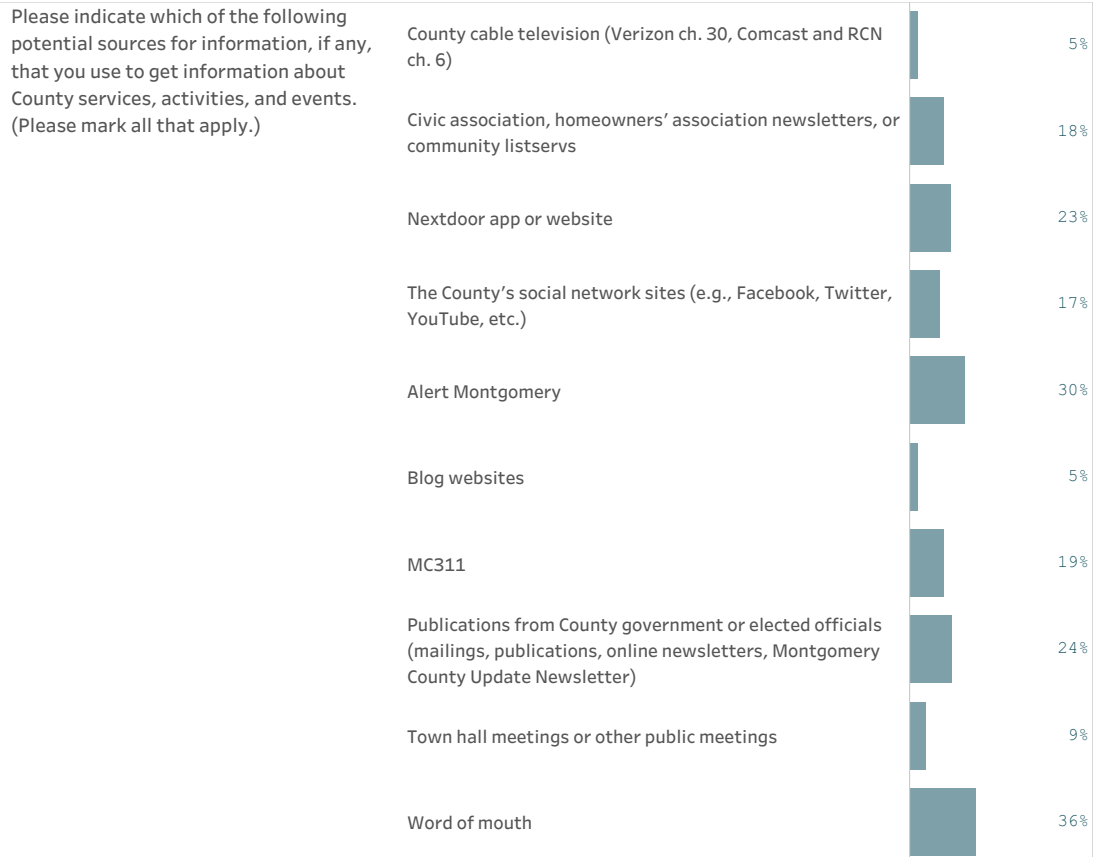 Please indicate which of the following
potential sources for information, if any,
that you use to get information about
County services, activities, and events.
(Please mark all that apply.)
County cable television (Verizon ch. 30, Comcast and RCN
ch. 6)
5%
Civic association, homeowners’ association newsletters, or
community listservs
18%
Nextdoor app or website
23%
The County’s social network sites (e.g., Facebook, Twitter,
YouTube, etc.)
17%
Alert Montgomery
30%
Blog websites
5%
MC311
19%
Publications from County government or elected officials
(mailings, publications, online newsletters, Montgomery
County Update Newsletter)
24%
Town hall meetings or other public meetings
9%
Word of mouth
36%